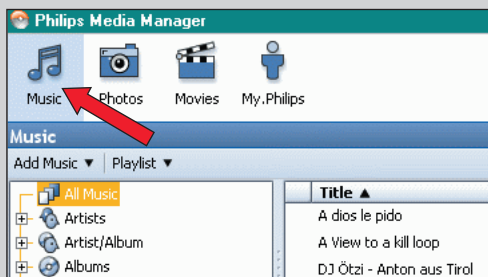 Philips Media Manager
Music Photos Movies My.Philips
Music
Add Music ▼ Playlist ▼
All Music
Artists
Artist/Album
Albums
Title ▲
A dios le pido
A View to a kill loop
DJ Ötzi - Anton aus Tirol